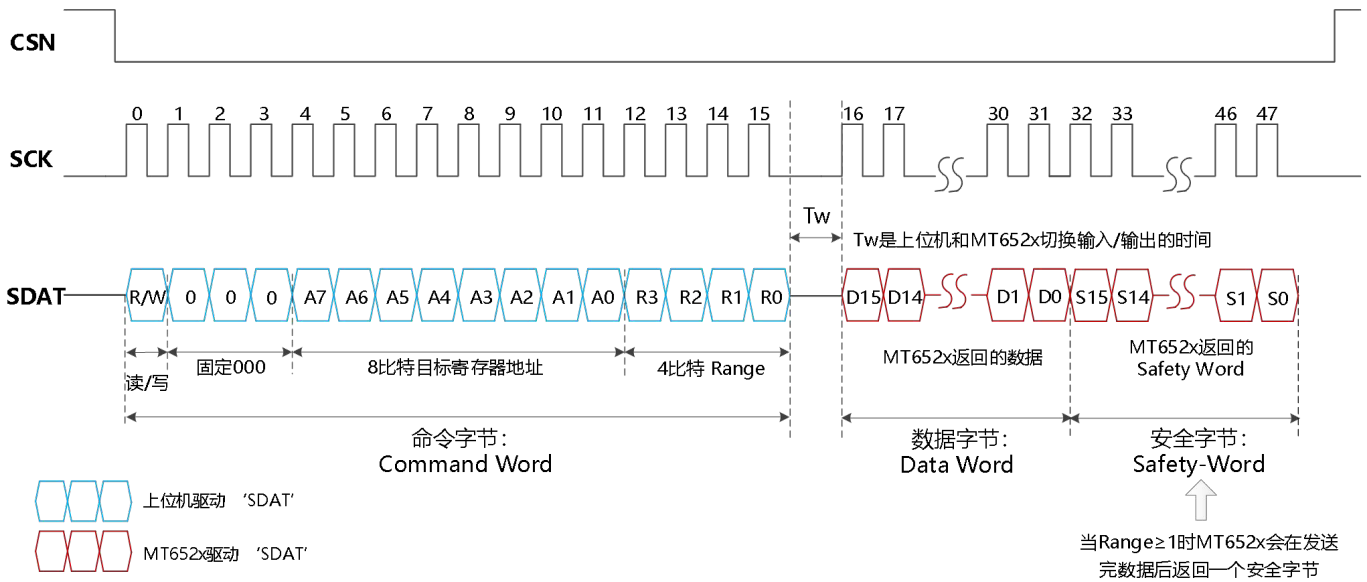 CSN
0 1 2 3 4 5 6 7 8 9 10 11 12 13 14 15 16 17 30 31 32 33 46 47
SCK
Tw
Tw是上位机和MT652x切换输入/输出的时间
SDAT R/W 0 0 0 A7 A6 A5 A4 A3 A2 A1 A0 R3 R2 R1 R0 D15 D14 D1 D0 S15 S14 S1 S0
读/写 固定000 8比特目标寄存器地址 4比特 Range MT652x返回的数据 MT652x返回的
Safety Word
命令字节: 数据字节: 安全字节:
Command Word Data Word Safety-Word
上位机驱动 ‘SDAT’
MT652x驱动 ‘SDAT’
当Range≥1时MT652x会在发送
完数据后返回一个安全字节